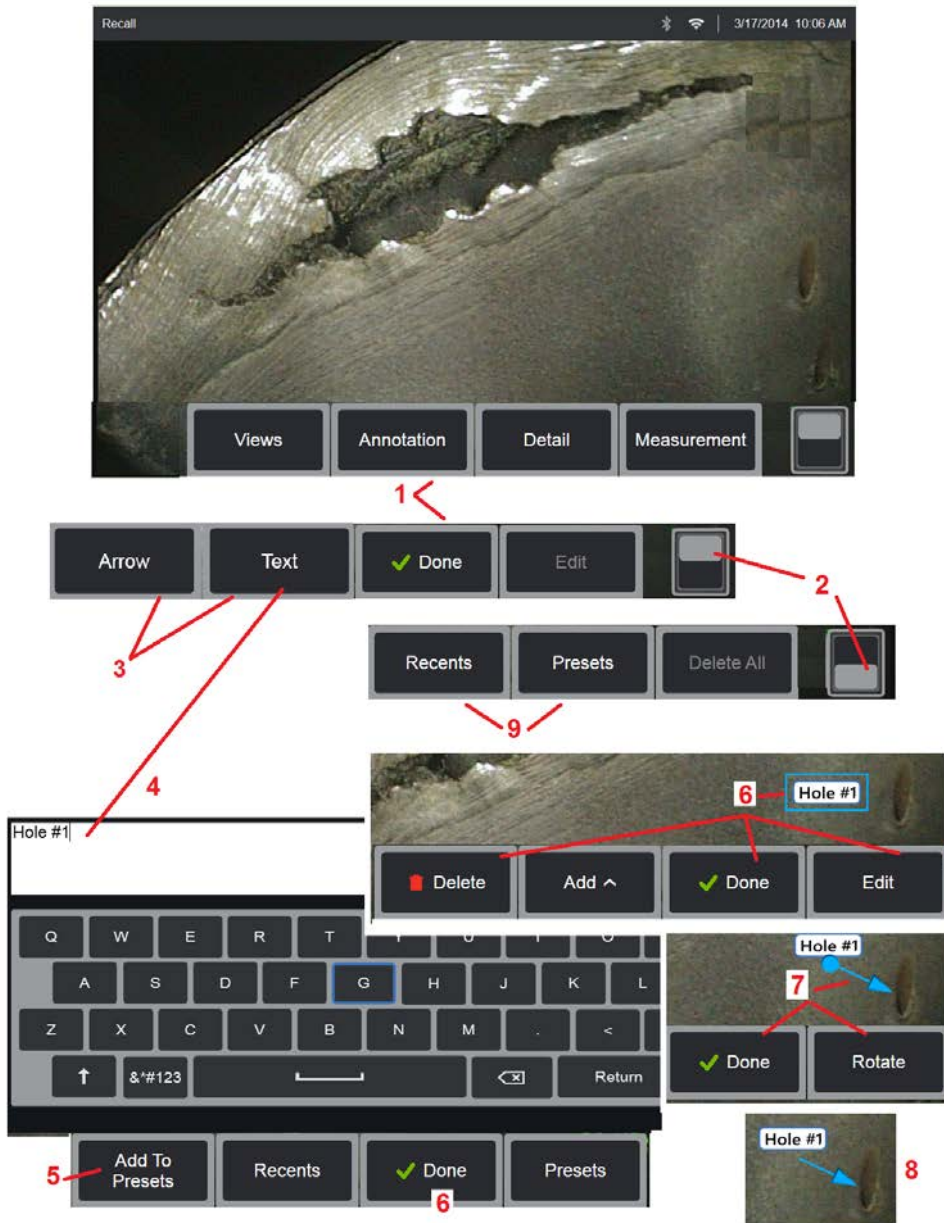 Recall
3/17/2014 10:06 AM
Views
Annotation
Detail
Measurement
1
Arrow
Text
Done
Edit
2
3
Recents
Presets
Delete All
9
4
6
Hole #1
Hole #1
Delete
Add
Done
Edit
Q W E R T
A S D F G H J K L
Z X C V B N M . <
&*#123
Return
Hole #1
7
Done
Rotate
5
Add To
Presets
Recents
Done
6
Presets
Hole #1
8